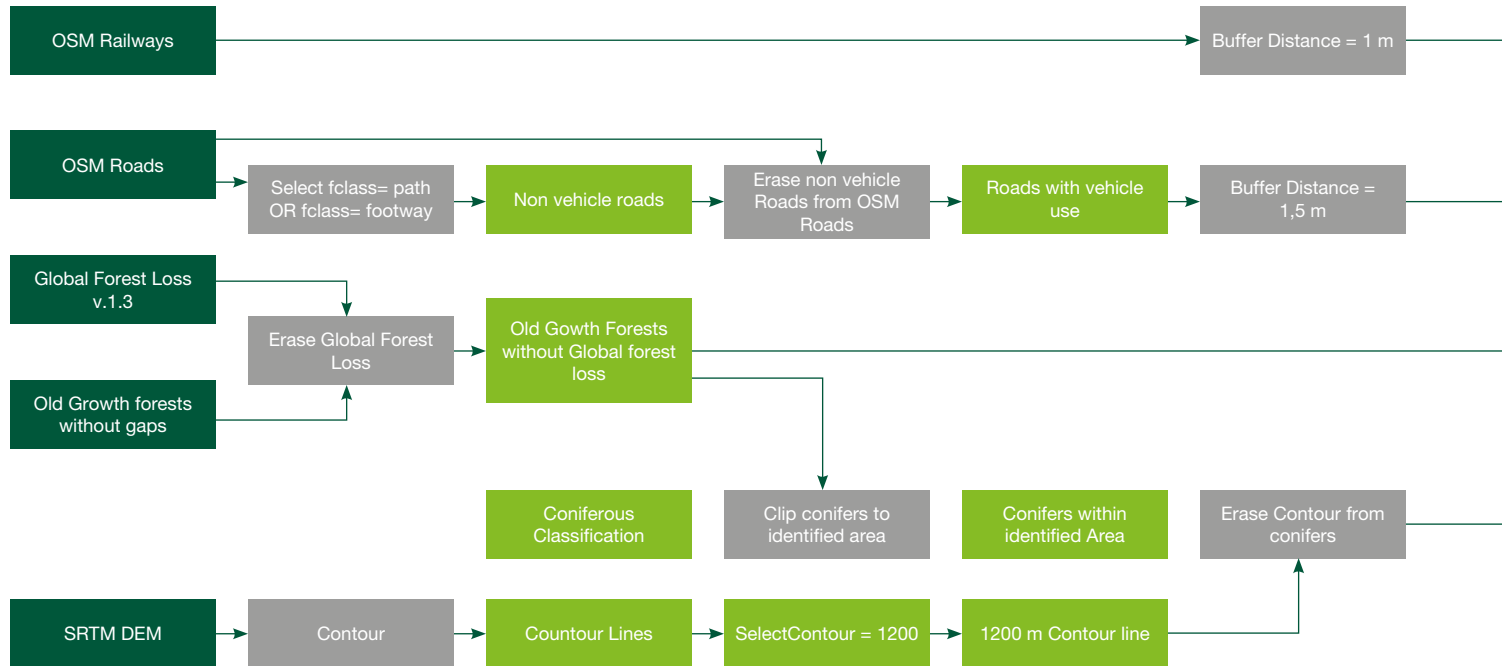 OSM Railways
Buffer Distance = 1 m
OSM Roads
Select fclass= path
OR fclass= footway
Non vehicle roads
Erase non vehicle
Roads from OSM
Roads
Roads with vehicle
use
Buffer Distance =
1,5 m
Global Forest Loss
v.1.3
Erase Global Forest
Loss
Old Gowth Forests
without Global forest
loss
Old Growth forests
without gaps
Coniferous
Classification
Clip conifers to
identified area
Conifers within
identified Area
Erase Contour from
conifers
SRTM DEM
Contour
Countour Lines
SelectContour = 1200
1200 m Contour line